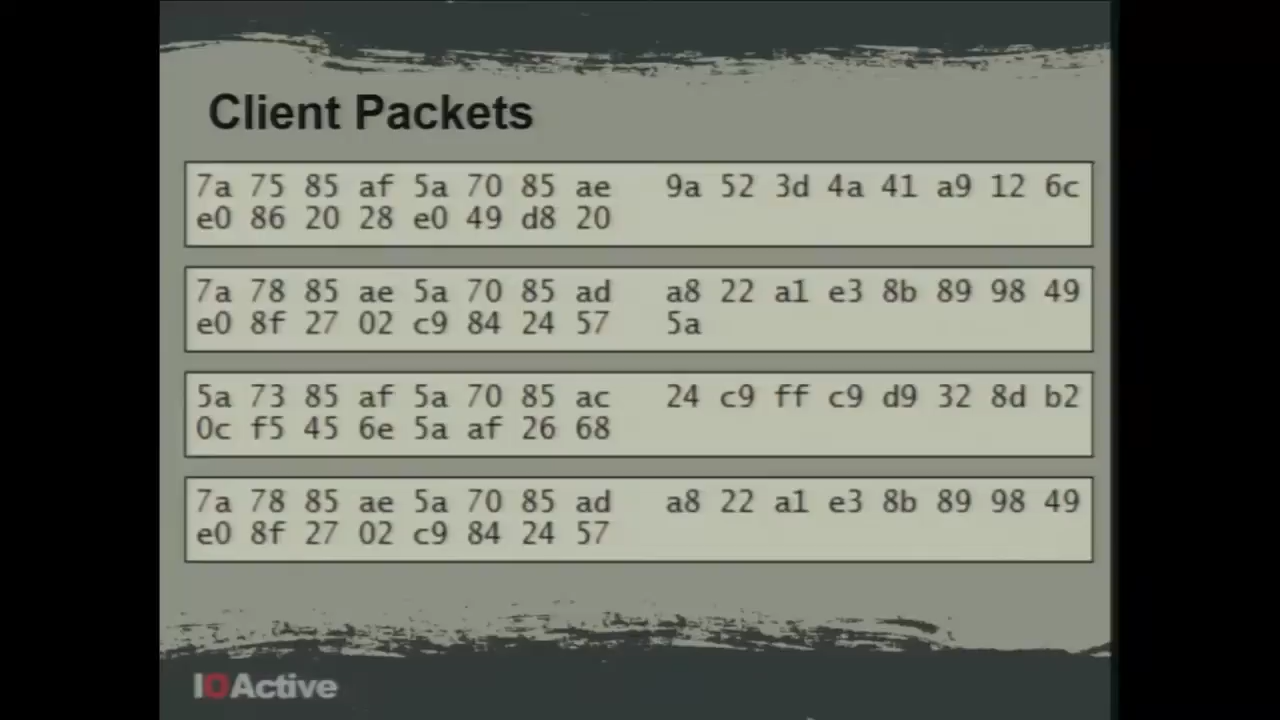 Client Packets
7a 75 85 af 5a 70 85 ae 9a 52 3d 4a 41 a9 12 6c
e0 86 20 28 e0 49 d8 20
7a 78 85 ae 5a 70 85 ad a8 22 a1 e3 8b 89 98 49
e0 8f 27 02 c9 84 24 57 5a
5a 73 85 af 5a 70 85 ac 24 c9 ff c9 d9 32 8d b2
0c f5 45 6e 5a af 26 68
7a 78 85 ae 5a 70 85 ad a8 22 a1 e3 8b 89 98 49
e0 8f 27 02 c9 84 24 57
IOActive